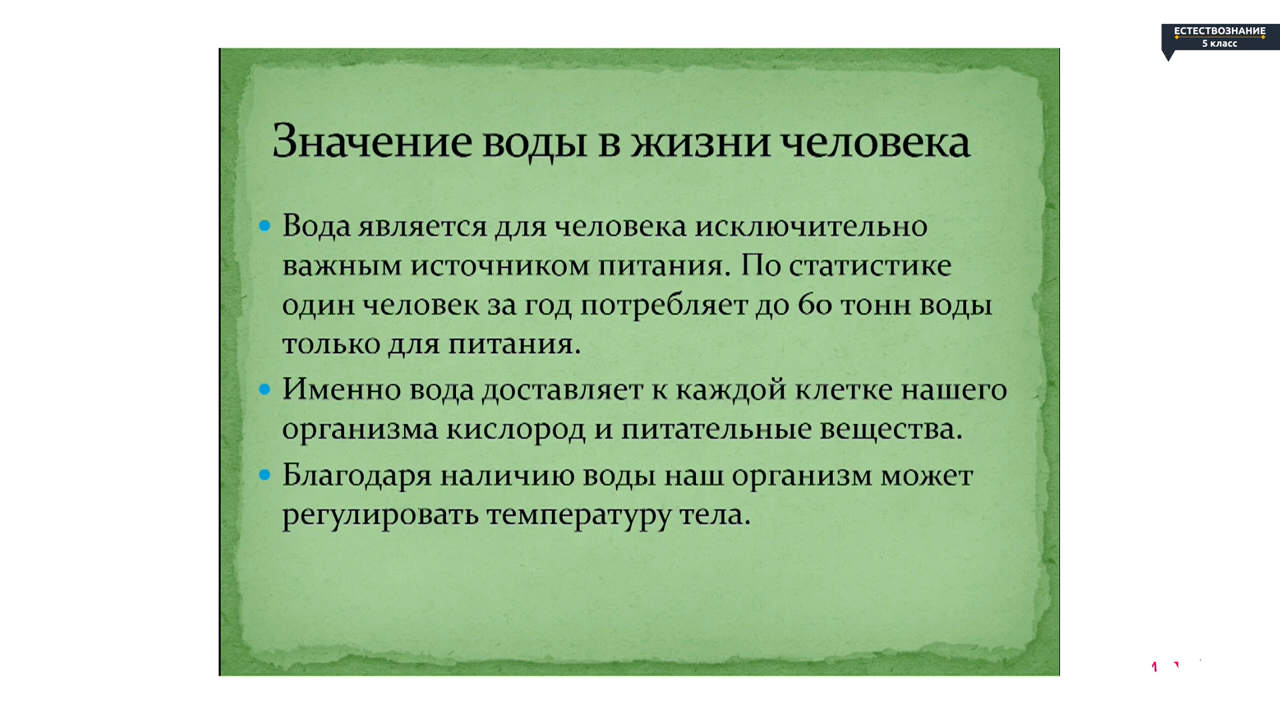 ЕСТЕСТВОЗНАНИЕ
5 класс
Значение воды в жизни человека
• Вода является для человека исключительно
важным источником питания. По статистике
один человек за год потребляет до 60 тонн воды
только для питания.
• Именно вода доставляет к каждой клетке нашего
организма кислород и питательные вещества.
• Благодаря наличию воды наш организм может
регулировать температуру тела.